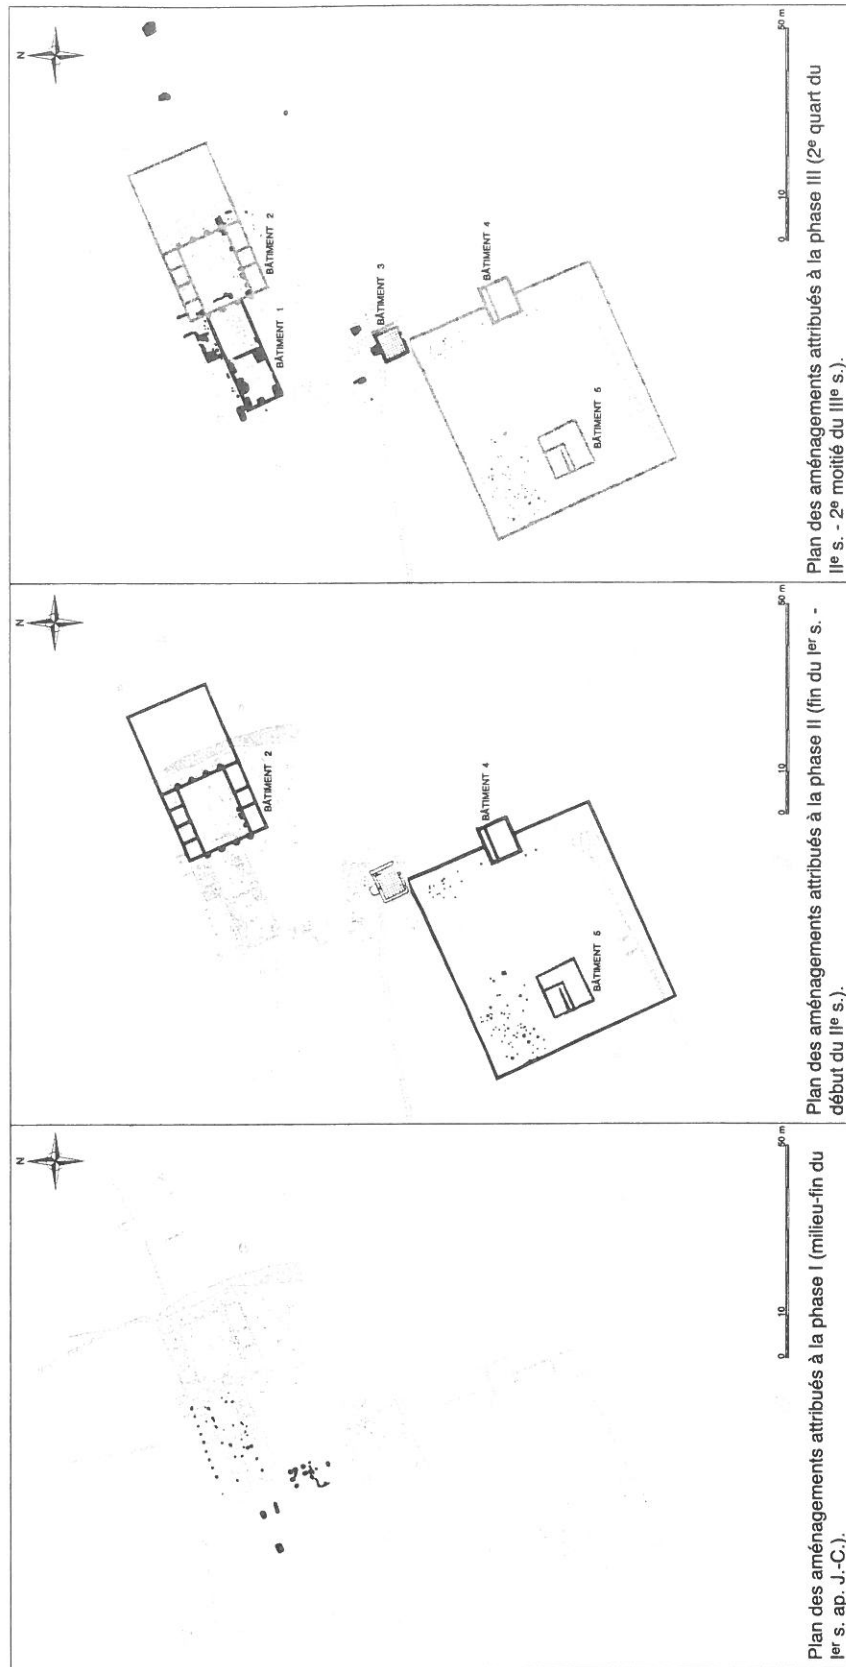 N
0
10
50 m
Plan des aménagements attribués à la phase I (milieu-fin du
Ier s. ap. J.-C.).
N
BÂTIMENT 2
BÂTIMENT 4
BÂTIMENT 5
0
10
50 m
Plan des aménagements attribués à la phase II (fin du Ier s. -
début du IIe s.).
N
BÂTIMENT 2
BÂTIMENT 1
BÂTIMENT 3
BÂTIMENT 4
BÂTIMENT 5
0
10
50 m
Plan des aménagements attribués à la phase III (2e quart du
IIe s. - 2e moitié du IIIe s.).